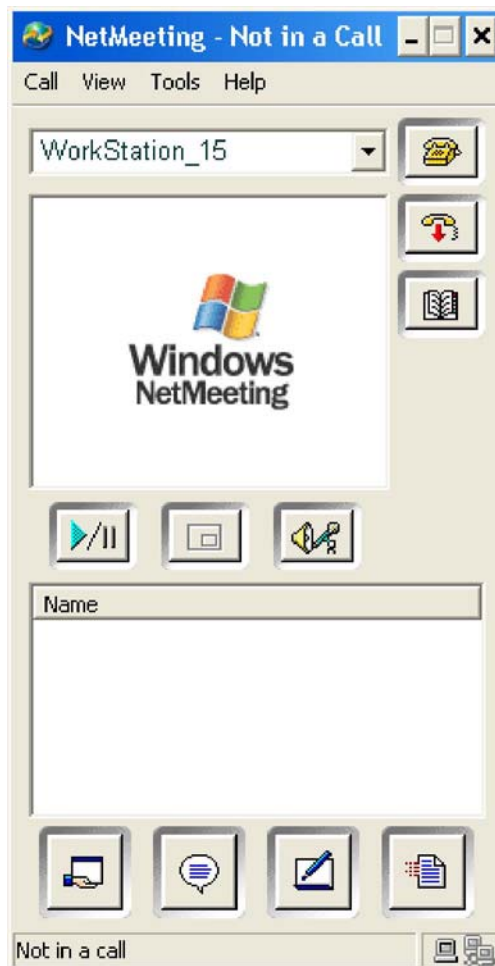 NetMeeting - Not in a Call
Call View Tools Help
WorkStation_15
Windows
NetMeeting
Name
Not in a call